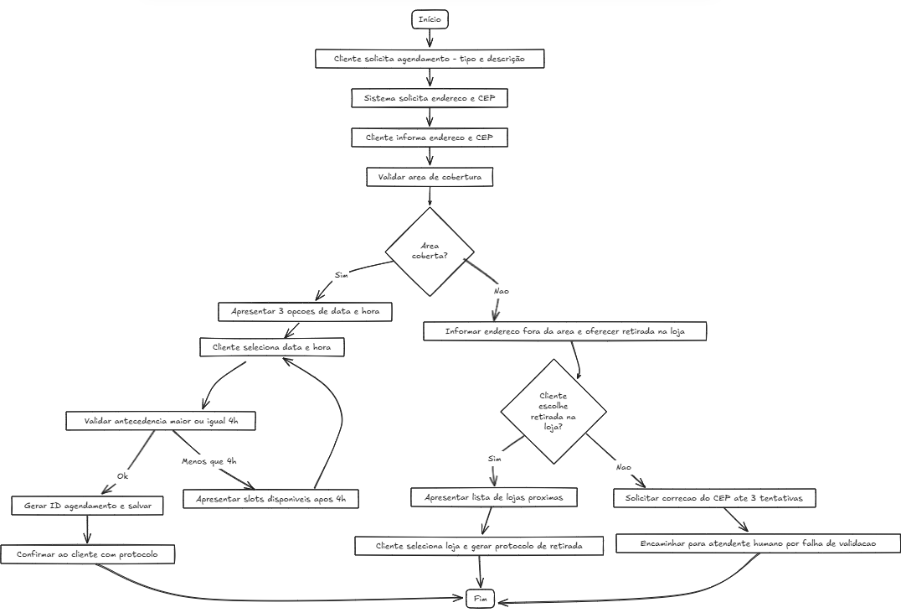 Início
Cliente solicita agendamento - tipo e descrição
Sistema solicita endereco e CEP
Cliente informa endereco e CEP
Validar area de cobertura
Area
coberta?
Sim
Nao
Apresentar 3 opcoes de data e hora
Informar endereco fora da area e oferecer retirada na loja
Cliente seleciona data e hora
Cliente
escolhe
retirada na
loja?
Validar antecedencia maior ou igual 4h
Ok
Menos que 4h
Sim
Nao
Gerar ID agendamento e salvar
Apresentar slots disponiveis apos 4h
Apresentar lista de lojas proximas
Solicitar correcao do CEP ate 3 tentativas
Confirmar ao cliente com protocolo
Cliente seleciona loja e gerar protocolo de retirada
Encaminhar para atendente humano por falha de validacao
Fim